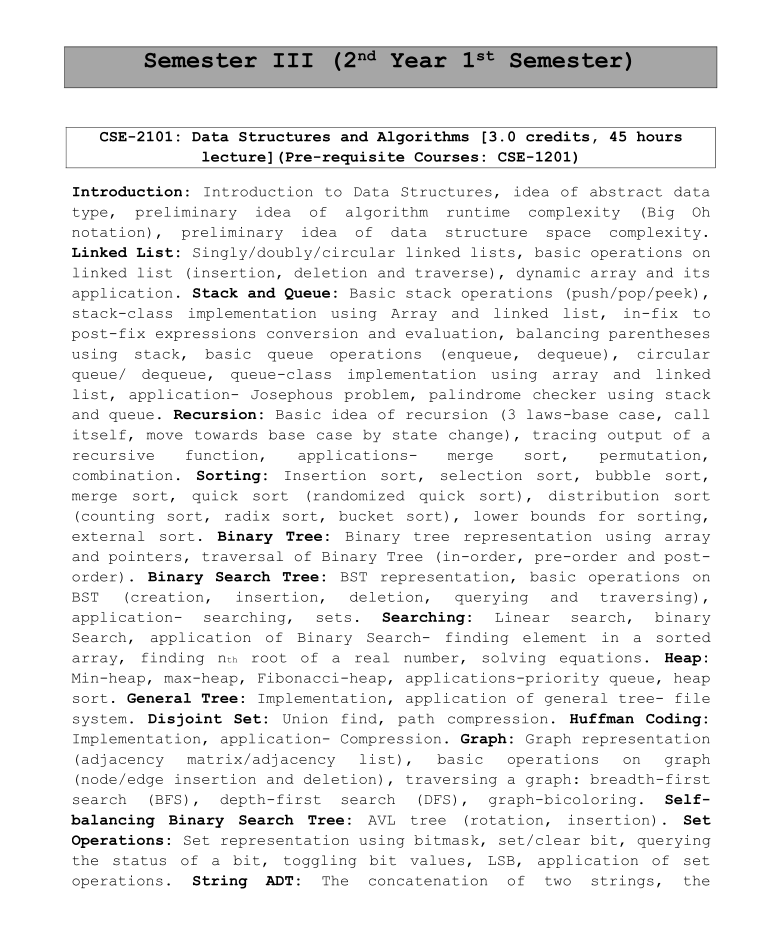 Semester III (2nd Year 1st Semester)
CSE-2101: Data Structures and Algorithms [3.0 credits, 45 hours
lecture](Pre-requisite Courses: CSE-1201)
Introduction: Introduction to Data Structures, idea of abstract data
type, preliminary idea of algorithm runtime complexity (Big Oh
notation), preliminary idea of data structure space complexity.
Linked List: Singly/doubly/circular linked lists, basic operations on
linked list (insertion, deletion and traverse), dynamic array and its
application. Stack and Queue: Basic stack operations (push/pop/peek),
stack-class implementation using Array and linked list, in-fix to
post-fix expressions conversion and evaluation, balancing parentheses
using stack, basic queue operations (enqueue, dequeue), circular
queue/ dequeue, queue-class implementation using array and linked
list, application- Josephous problem, palindrome checker using stack
and queue. Recursion: Basic idea of recursion (3 laws-base case, call
itself, move towards base case by state change), tracing output of a
recursive function, applications- merge sort, permutation,
combination. Sorting: Insertion sort, selection sort, bubble sort,
merge sort, quick sort (randomized quick sort), distribution sort
(counting sort, radix sort, bucket sort), lower bounds for sorting,
external sort. Binary Tree: Binary tree representation using array
and pointers, traversal of Binary Tree (in-order, pre-order and post-
order). Binary Search Tree: BST representation, basic operations on
BST (creation, insertion, deletion, querying and traversing),
application- searching, sets. Searching: Linear search, binary
Search, application of Binary Search- finding element in a sorted
array, finding nth root of a real number, solving equations. Heap:
Min-heap, max-heap, Fibonacci-heap, applications-priority queue, heap
sort. General Tree: Implementation, application of general tree- file
system. Disjoint Set: Union find, path compression. Huffman Coding:
Implementation, application- Compression. Graph: Graph representation
(adjacency matrix/adjacency list), basic operations on graph
(node/edge insertion and deletion), traversing a graph: breadth-first
search (BFS), depth-first search (DFS), graph-bicoloring. Self-
balancing Binary Search Tree: AVL tree (rotation, insertion). Set
Operations: Set representation using bitmask, set/clear bit, querying
the status of a bit, toggling bit values, LSB, application of set
operations. String ADT: The concatenation of two strings, the